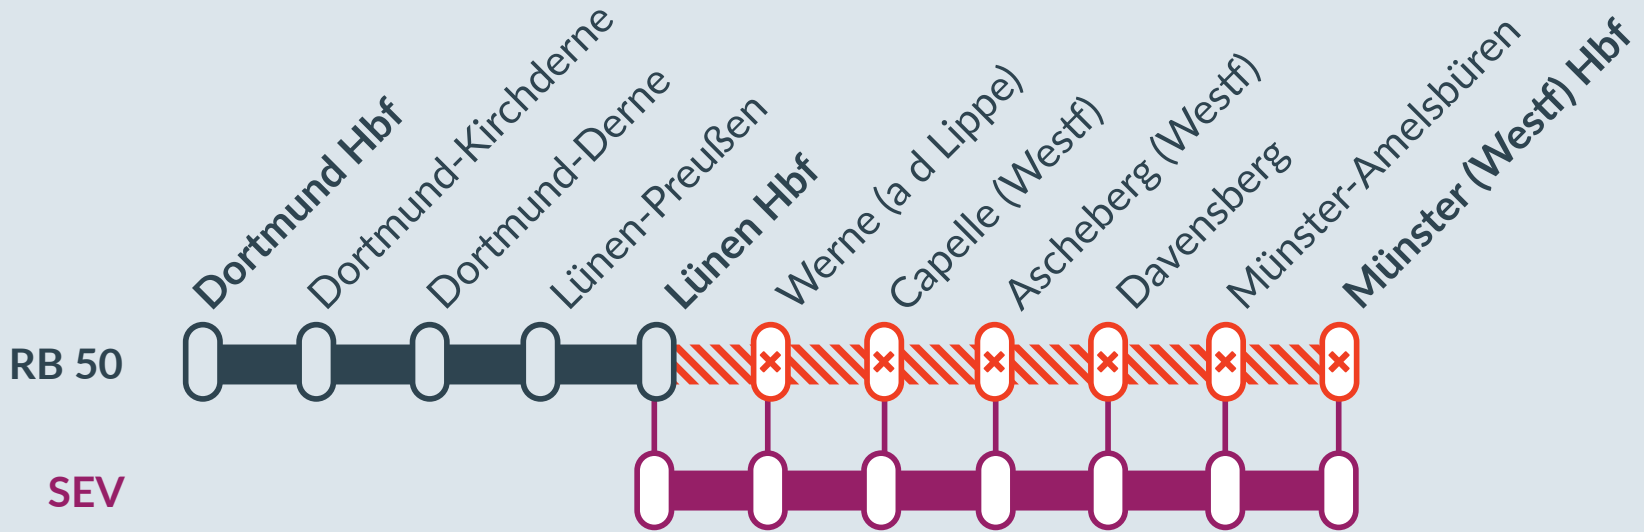 Dortmund Hbf
Dortmund-Kirchderne
Dortmund-Derne
Lünen-Preußen
Lünen Hbf
Werne (a d Lippe)
Capelle (Westf)
Ascheberg (Westf)
Davensberg
Münster-Amelsbüren
Münster (Westf) Hbf
RB 50
SEV